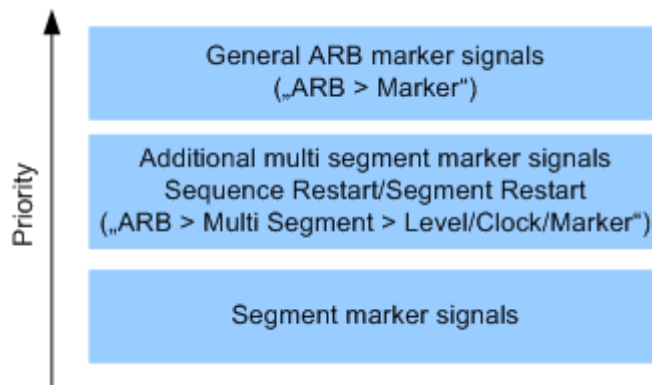 General ARB marker signals
(„ARB > Marker“)
Additional multi segment marker signals
Sequence Restart/Segment Restart
(„ARB > Multi Segment > Level/Clock/Marker“)
Segment marker signals
Priority